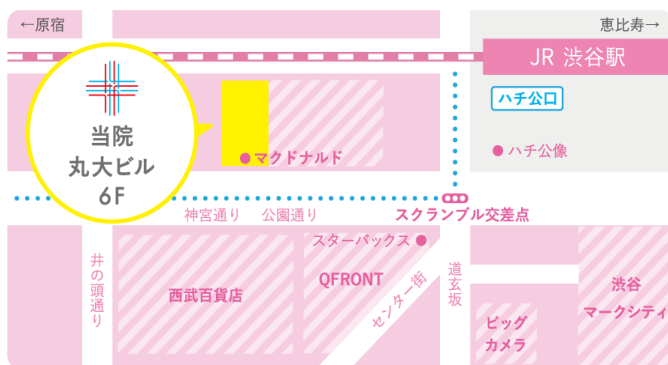 ←原宿
恵比寿→
JR 渋谷駅
ハチ公口
ハチ公像
当院
丸大ビル
6F
マクドナルド
神宮通り
公園通り
スクランブル交差点
井の頭通り
西武百貨店
スターバックス
QFRONT
センター街
道玄坂
ビッグ
カメラ
渋谷
マークシティ